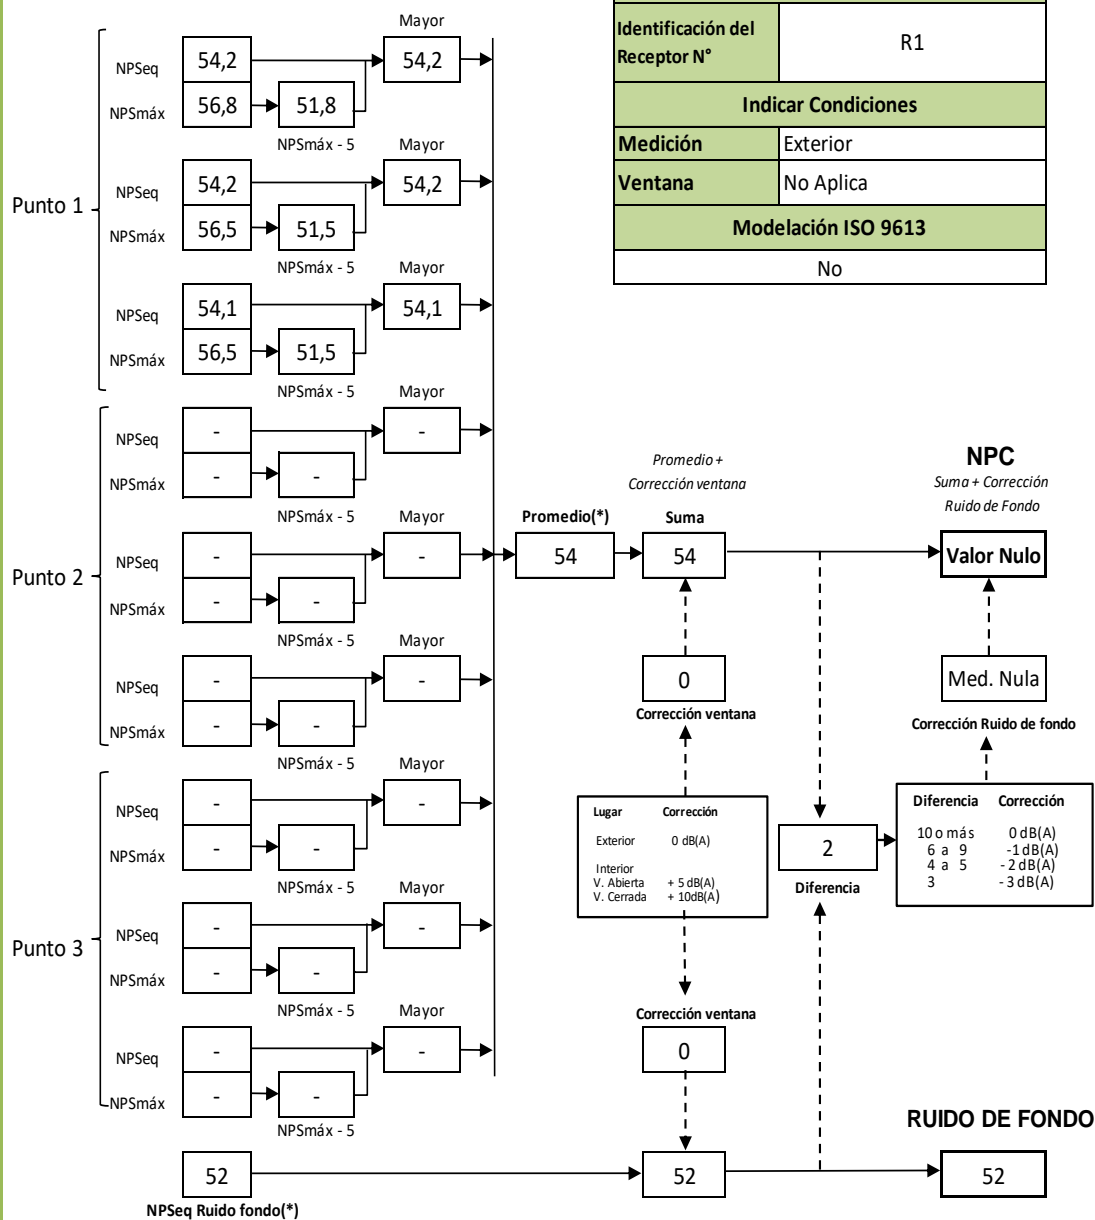 Identificación del
Receptor N°
R1
Indicar Condiciones
Medición
Exterior
Ventana
No Aplica
Modelación ISO 9613
No
Punto 1
Mayor
NPSeq
54,2
54,2
NPSmáx
56,8
51,8
NPSmáx - 5
Mayor
NPSeq
54,2
54,2
NPSmáx
56,5
51,5
NPSmáx - 5
Mayor
NPSeq
54,1
54,1
NPSmáx
56,5
51,5
NPSmáx - 5
Mayor
Punto 2
NPSeq
-
-
NPSmáx
-
-
NPSmáx - 5
Mayor
NPSeq
-
-
NPSmáx
-
-
NPSmáx - 5
Mayor
NPSeq
-
-
NPSmáx
-
-
NPSmáx - 5
Mayor
Punto 3
NPSeq
-
-
NPSmáx
-
-
NPSmáx - 5
NPSeq
-
-
NPSmáx
-
-
NPSmáx - 5
Mayor
NPSeq
-
-
NPSmáx
-
-
NPSmáx - 5
52
NPSeq Ruido fondo(*)
Promedio(*)
54
Promedio +
Corrección ventana
Suma
54
0
Corrección ventana
Lugar Corrección
Exterior 0 dB(A)
Interior
V. Abierta + 5 dB(A)
V. Cerrada + 10dB(A)
Corrección ventana
0
52
2
Diferencia
NPC
Suma + Corrección
Ruido de Fondo
Valor Nulo
Med. Nula
Corrección Ruido de fondo
Diferencia Corrección
10 o más 0 dB(A)
6 a 9 -1 dB(A)
4 a 5 - 2 dB(A)
3 - 3 dB(A)
RUIDO DE FONDO
52